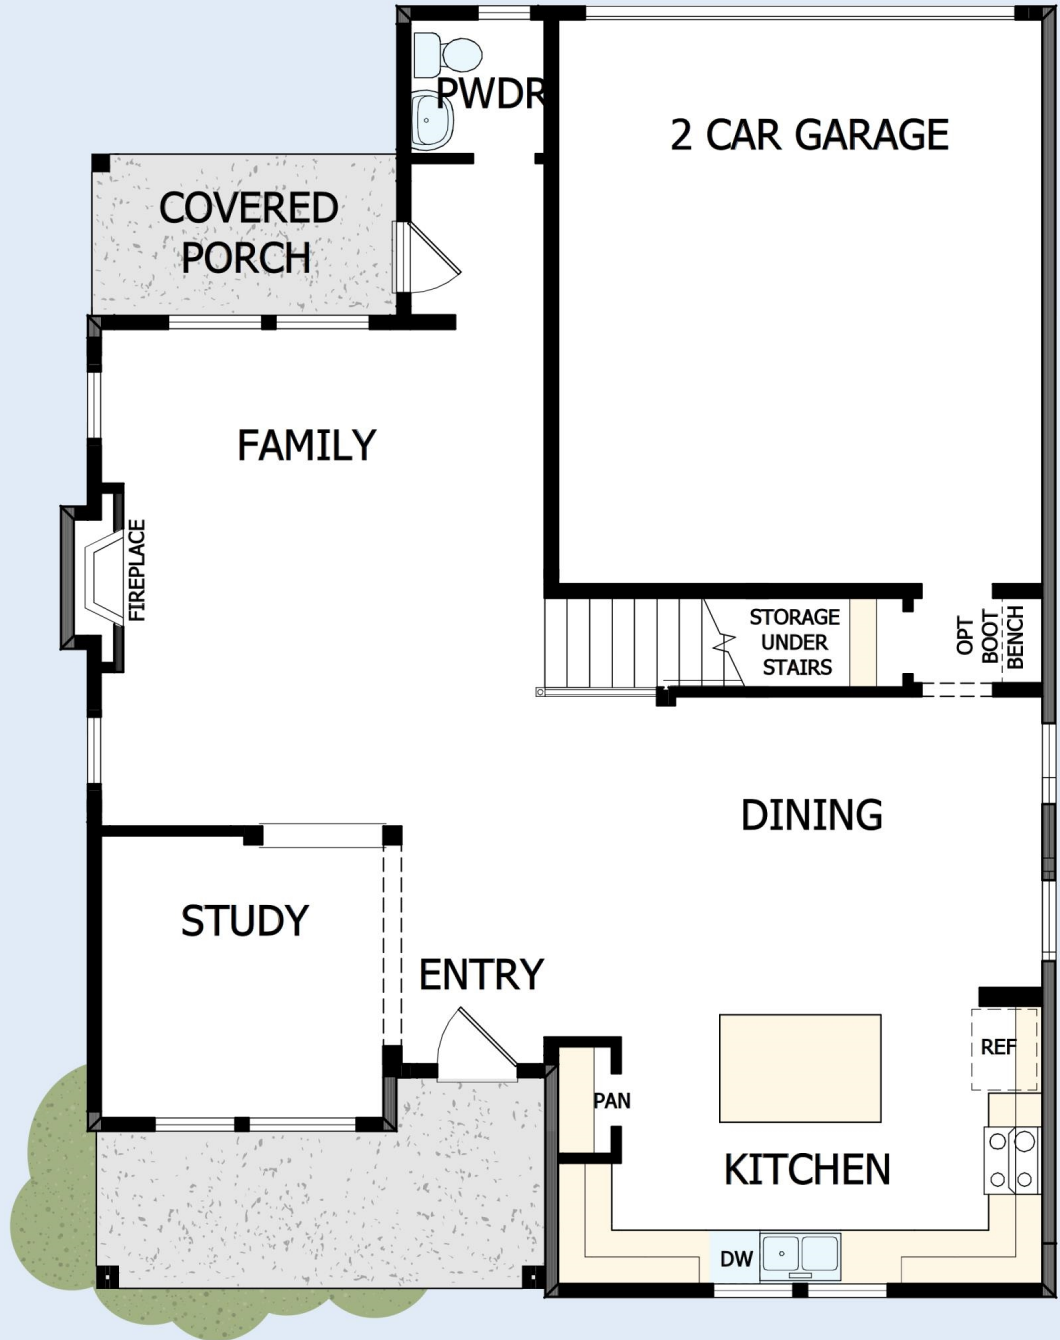 PWDR
2 CAR GARAGE
COVERED
PORCH
FAMILY
FIREPLACE
STORAGE
UNDER
STAIRS
OPT
BOOT
BENCH
DINING
STUDY
ENTRY
REF
PAN
KITCHEN
DW